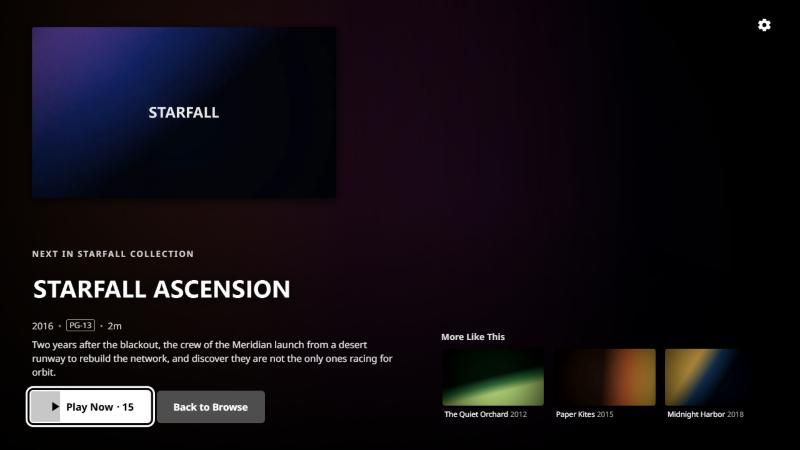 STARFALL
NEXT IN STARFALL COLLECTION
STARFALL ASCENSION
2016 • PG-13 • 2m
Two years after the blackout, the crew of the Meridian launch from a desert
runway to rebuild the network, and discover they are not the only ones racing for
orbit.
Play Now · 15
Back to Browse
More Like This
The Quiet Orchard 2012
Paper Kites 2015
Midnight Harbor 2018